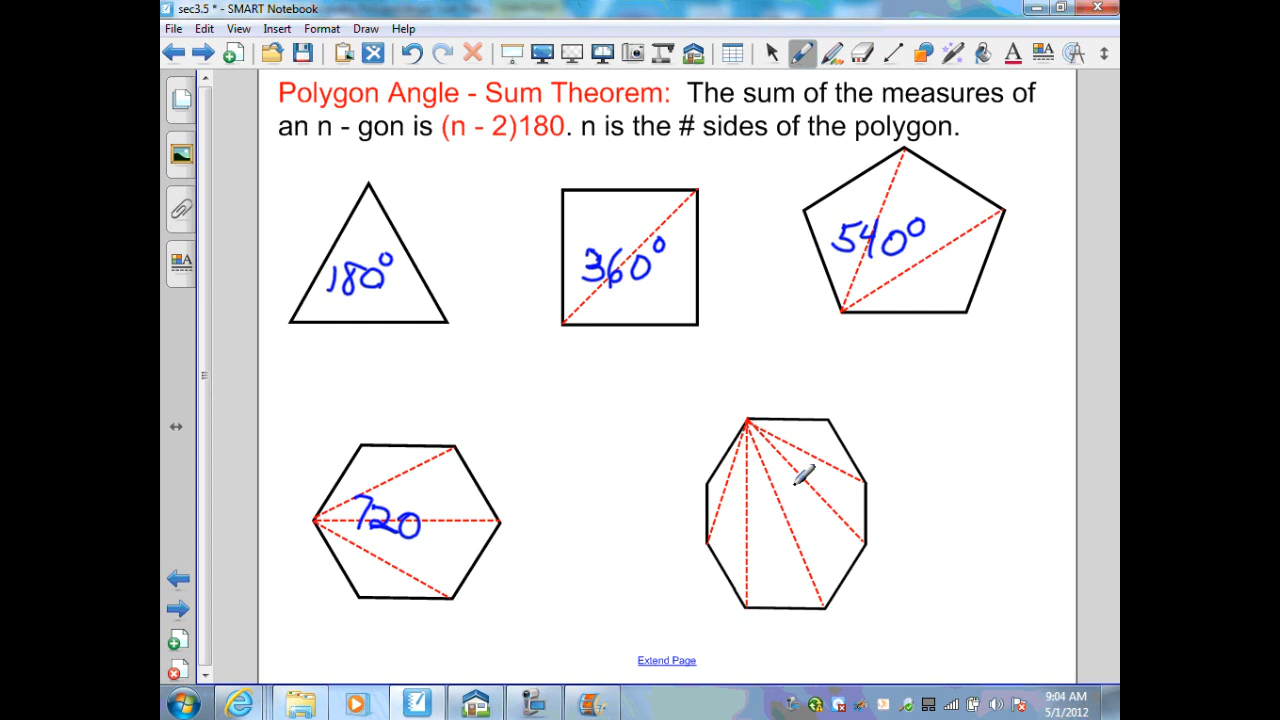 sec3.5 * - SMART Notebook
File Edit View Insert Format Draw Help
Polygon Angle - Sum Theorem: The sum of the measures of
an n - gon is (n - 2)180. n is the # sides of the polygon.
180°
360°
540°
720
Extend Page
9:04 AM
5/1/2012